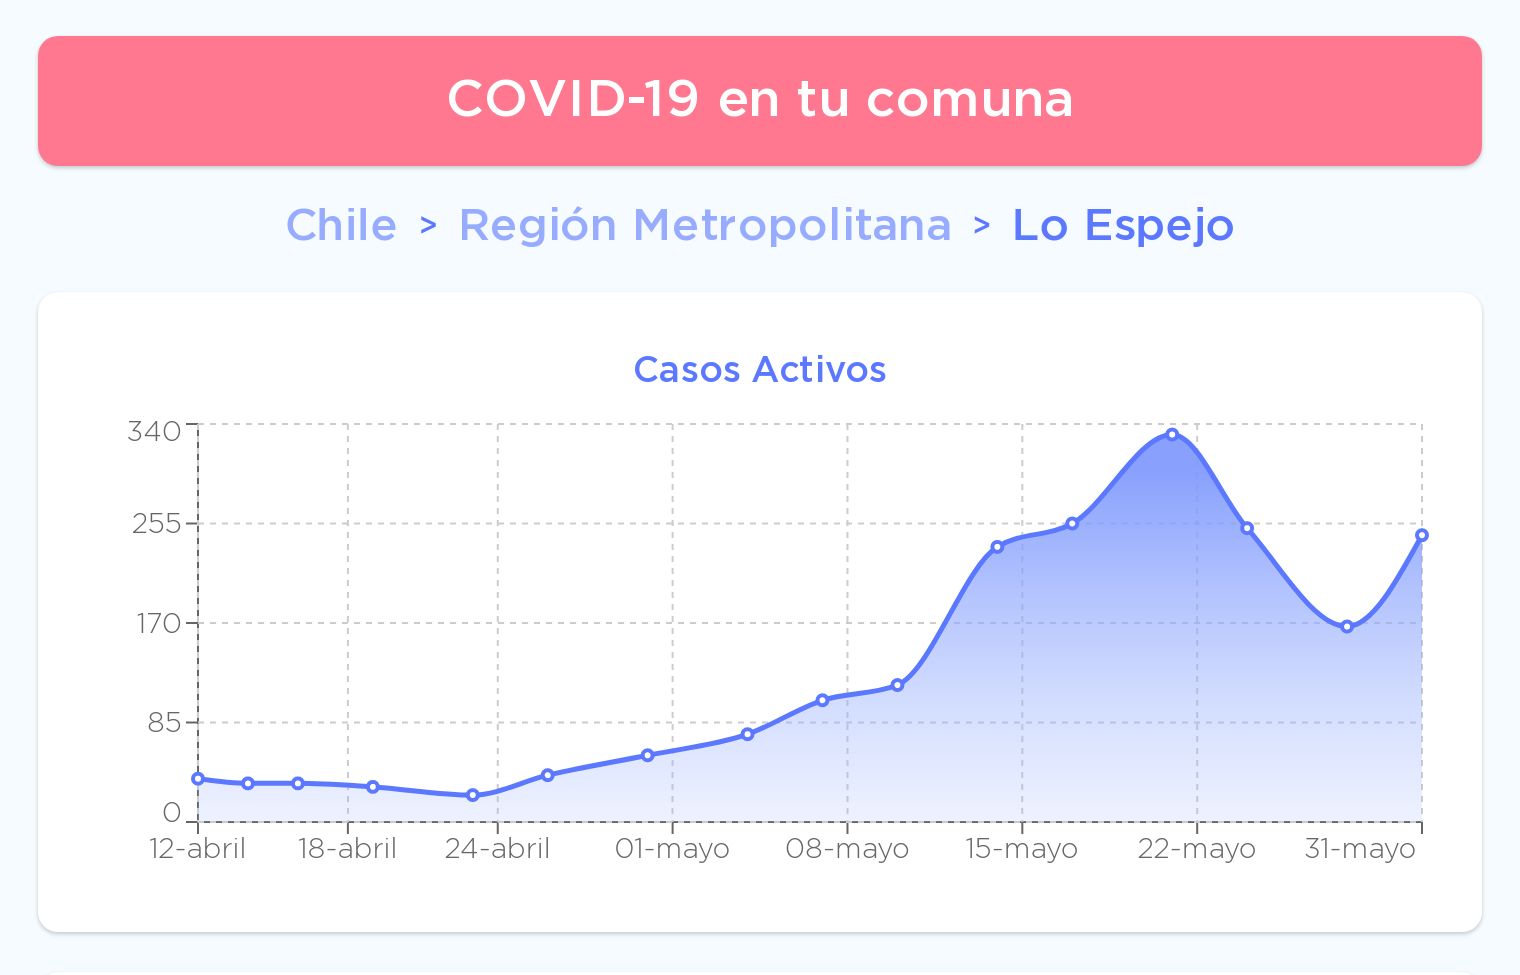 COVID-19 en tu comuna
Chile > Región Metropolitana > Lo Espejo
Casos Activos
340
255
170
85
0
12-abril 18-abril 24-abril 01-mayo 08-mayo 15-mayo 22-mayo 31-mayo